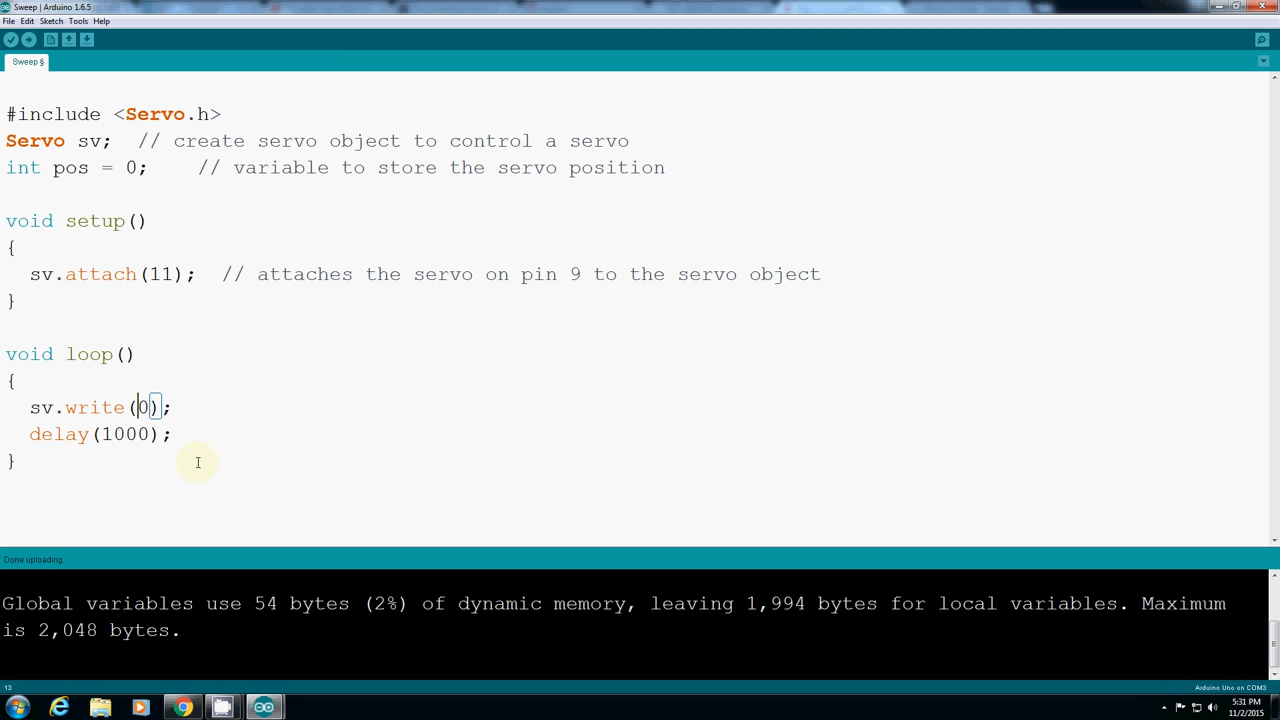 Sweep | Arduino 1.6.5
File Edit Sketch Tools Help
Sweep §
#include <Servo.h>
Servo sv;  // create servo object to control a servo
int pos = 0;    // variable to store the servo position
void setup()
{
sv.attach(11);  // attaches the servo on pin 9 to the servo object
}
void loop()
{
sv.write(0);
delay(1000);
}
Done uploading.
Global variables use 54 bytes (2%) of dynamic memory, leaving 1,994 bytes for local variables. Maximum
is 2,048 bytes.
13
Arduino Uno on COM3
5:31 PM
11/2/2015